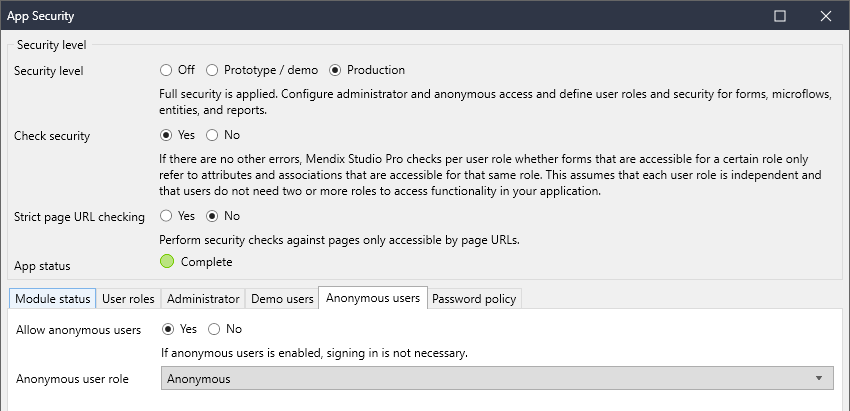 App Security
Security level
Security level Off Prototype / demo Production
Full security is applied. Configure administrator and anonymous access and define user roles and security for forms, microflows,
entities, and reports.
Check security Yes No
If there are no other errors, Mendix Studio Pro checks per user role whether forms that are accessible for a certain role only
refer to attributes and associations that are accessible for that same role. This assumes that each user role is independent and
that users do not need two or more roles to access functionality in your application.
Strict page URL checking Yes No
Perform security checks against pages only accessible by page URLs.
App status Complete
Module status User roles Administrator Demo users Anonymous users Password policy
Allow anonymous users Yes No
If anonymous users is enabled, signing in is not necessary.
Anonymous user role Anonymous